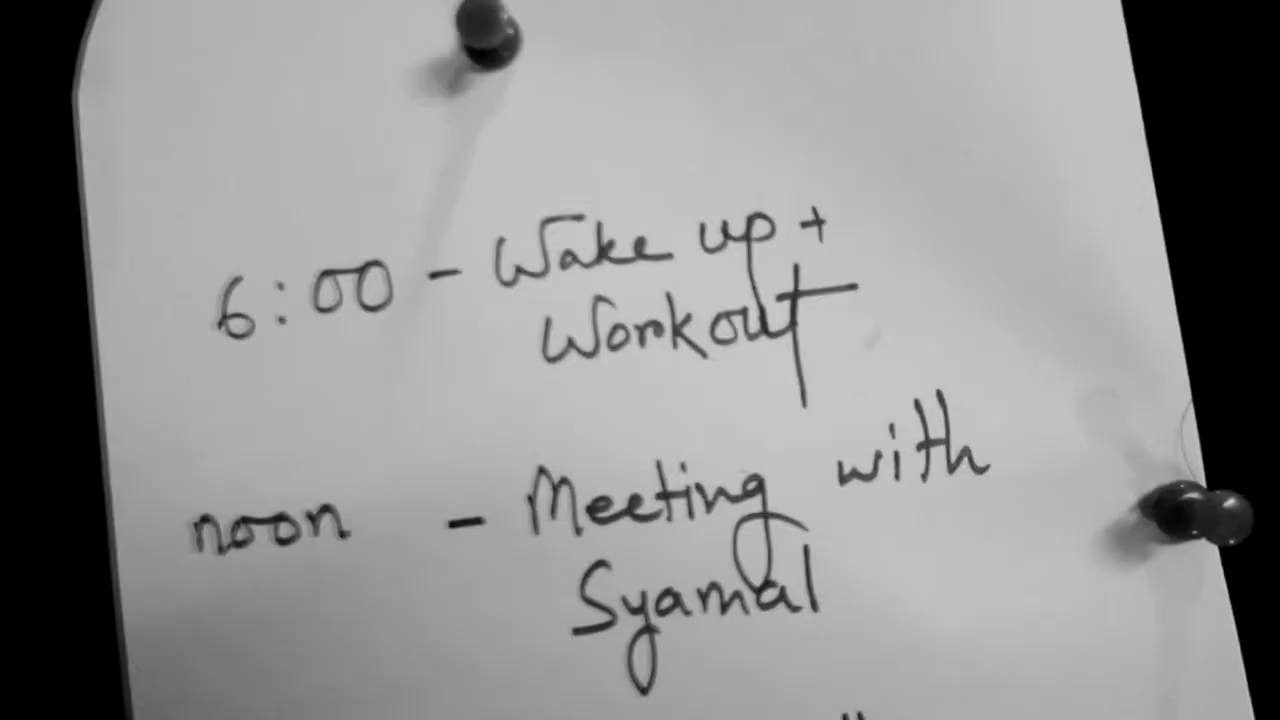 6:00 - Wake up +
Workout
noon - Meeting with
Syamal